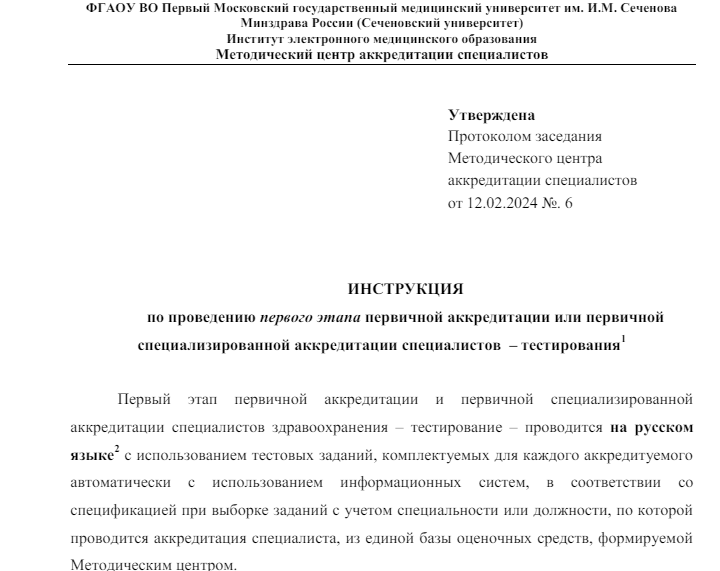 ФГАОУ ВО Первый Московский государственный медицинский университет им. И.М. Сеченова
Минздрава России (Сеченовский университет)
Институт электронного медицинского образования
Методический центр аккредитации специалистов
Утверждена
Протоколом заседания
Методического центра
аккредитации специалистов
от 12.02.2024 №. 6
ИНСТРУКЦИЯ
по проведению первого этапа первичной аккредитации или первичной
специализированной аккредитации специалистов – тестирования1
Первый этап первичной аккредитации и первичной специализированной
аккредитации специалистов здравоохранения – тестирование – проводится на русском
языке2 с использованием тестовых заданий, комплектуемых для каждого аккредитуемого
автоматически с использованием информационных систем, в соответствии со
спецификацией при выборке заданий с учетом специальности или должности, по которой
проводится аккредитация специалиста, из единой базы оценочных средств, формируемой
Методическим центром.